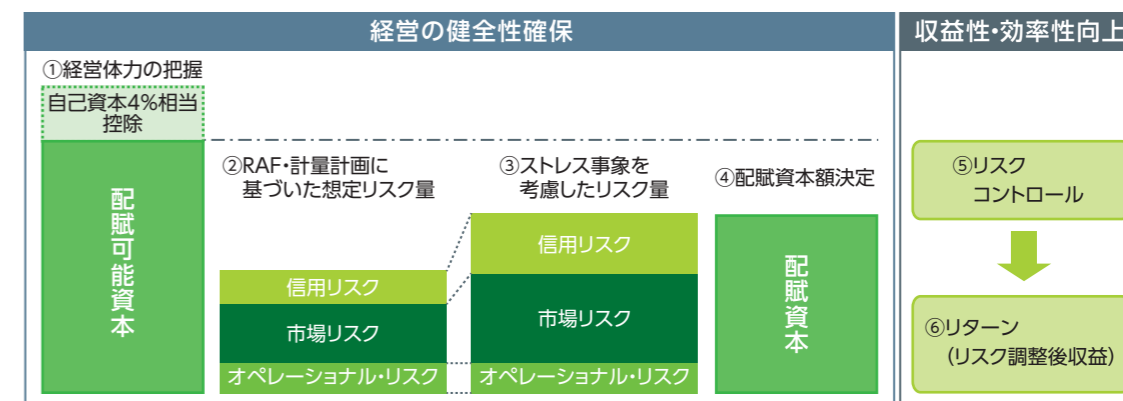 経営の健全性確保
収益性・効率性向上
①経営体力の把握
自己資本4%相当
控除
配賦可能資本
②RAF・計量計画に
基づいた想定リスク量
信用リスク
市場リスク
オペレーショナル・リスク
③ストレス事象を
考慮したリスク量
信用リスク
市場リスク
オペレーショナル・リスク
④配賦資本額決定
配賦資本
⑤リスク
コントロール
⑥リターン
(リスク調整後収益)